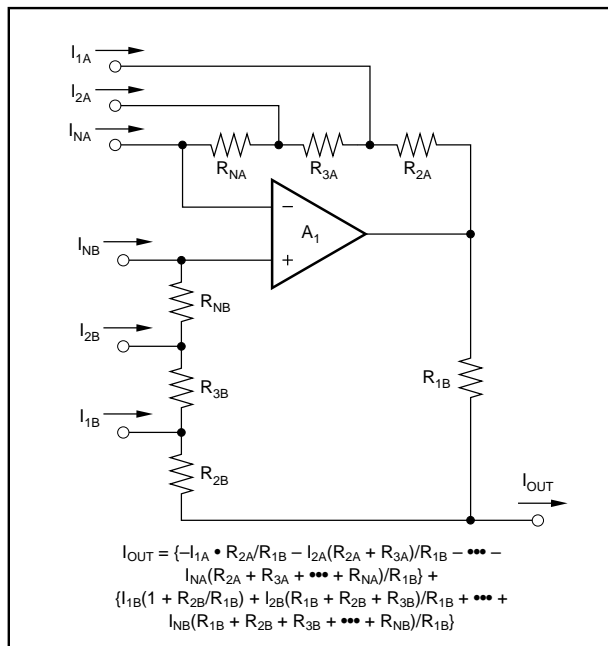 I1A
I2A
INA
RNA R3A R2A
A1
−
+
INB
RNB
I2B
R3B
R1B
I1B
R2B
IOUT
IOUT = {–I1A • R2A/R1B – I2A(R2A + R3A)/R1B – ••• –
INA(R2A + R3A + ••• + RNA)/R1B} +
{I1B(1 + R2B/R1B) + I2B(R1B + R2B + R3B)/R1B + ••• +
INB(R1B + R2B + R3B + ••• + RNB)/R1B}